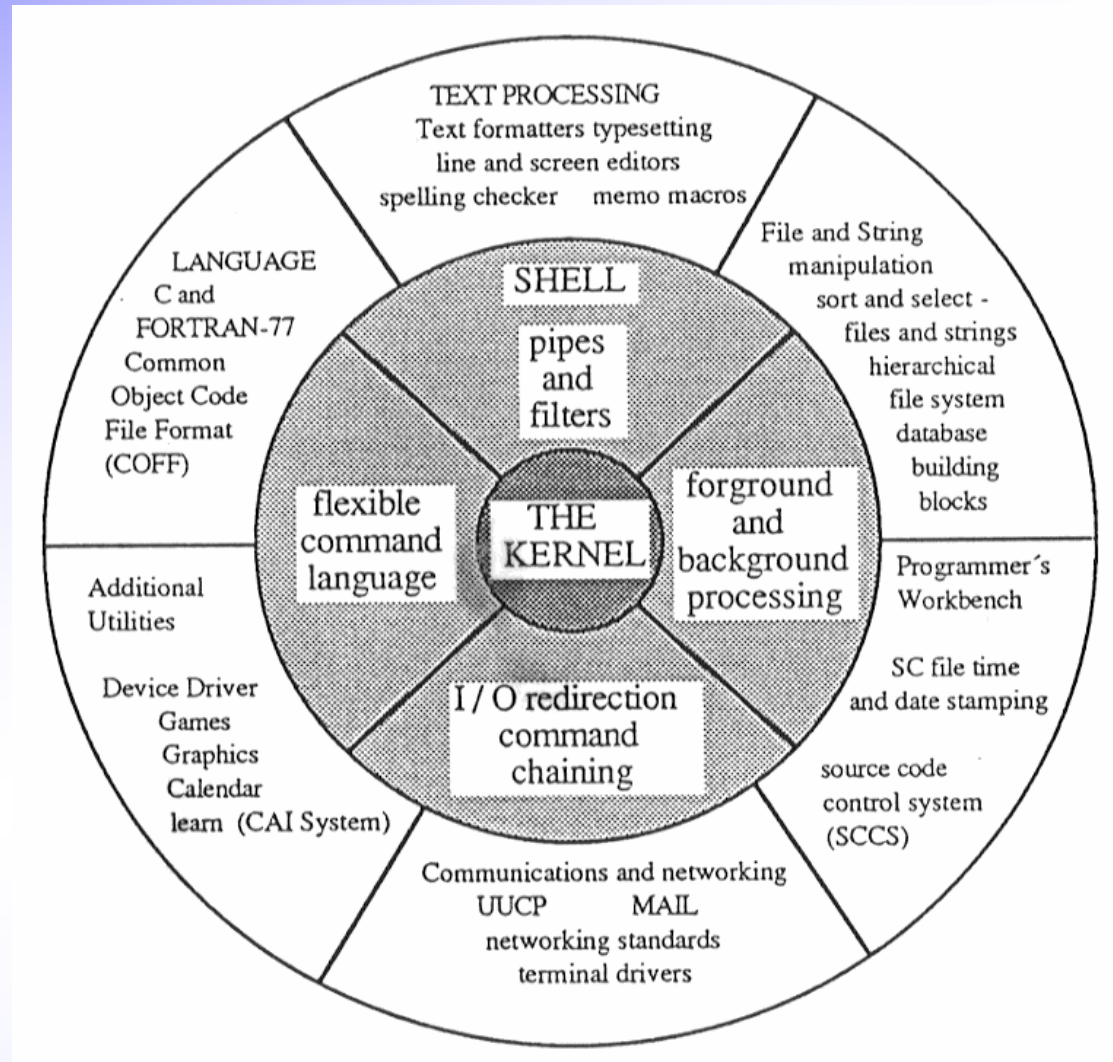 TEXT PROCESSING
Text formatters typesetting
line and screen editors
spelling checker memo macros
File and String
manipulation
sort and select -
files and strings
hierarchical
file system
database
building
blocks
Programmer´s
Workbench
SC file time
and date stamping
source code
control system
(SCCS)
Communications and networking
UUCP MAIL
networking standards
terminal drivers
Additional
Utilities
Device Driver
Games
Graphics
Calendar
learn (CAI System)
LANGUAGE
C and
FORTRAN-77
Common
Object Code
File Format
(COFF)
SHELL
pipes
and
filters
forground
and
background
processing
I / O redirection
command
chaining
flexible
command
language
THE
KERNEL